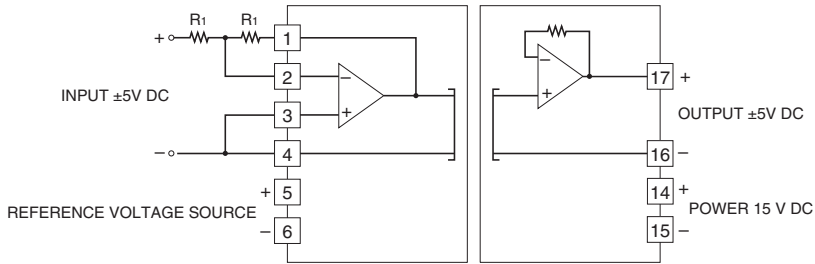 R1 R1
+ 1
2 −
INPUT ±5V DC
3 +
− 4
+ 5
REFERENCE VOLTAGE SOURCE
− 6
−
+
17 +
OUTPUT ±5V DC
16 −
14 +
POWER 15 V DC
15 −